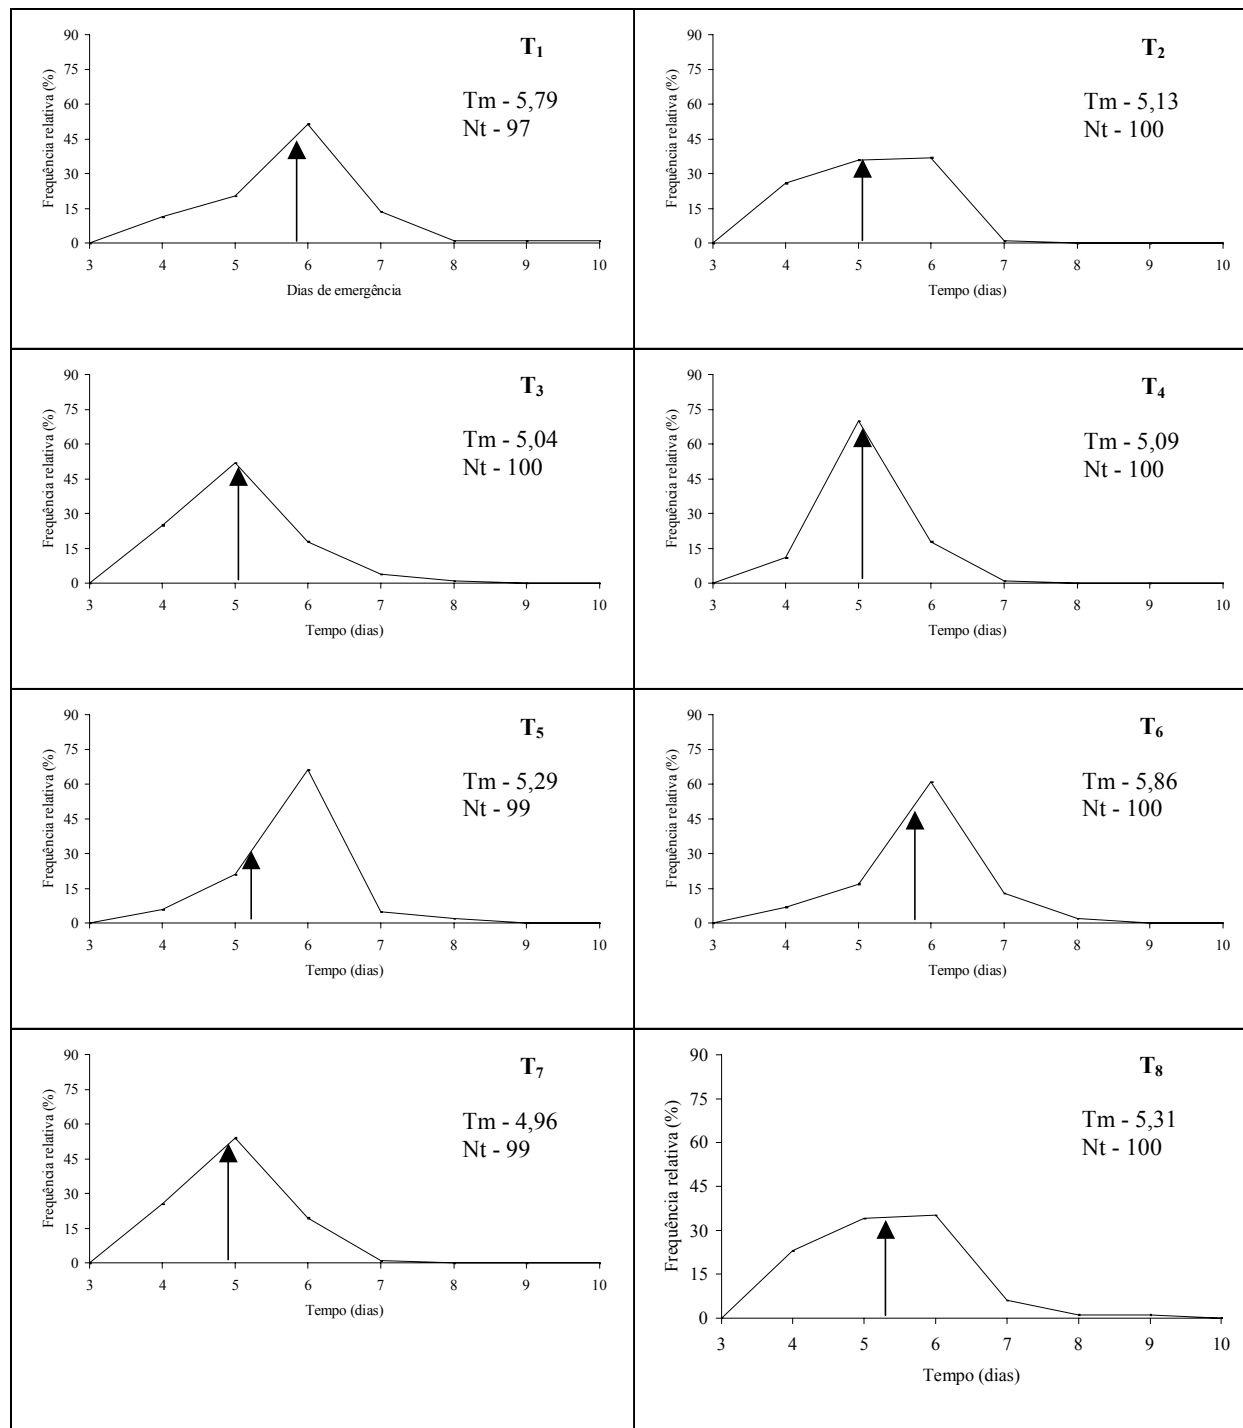 T₁
Tm - 5,79
Nt - 97
Frequência relativa (%)
90
75
60
45
30
15
0
3 4 5 6 7 8 9 10
Dias de emergência
T₂
Tm - 5,13
Nt - 100
Frequência relativa (%)
90
75
60
45
30
15
0
3 4 5 6 7 8 9 10
Tempo (dias)
T₃
Tm - 5,04
Nt - 100
Frequência relativa (%)
90
75
60
45
30
15
0
3 4 5 6 7 8 9 10
Tempo (dias)
T₄
Tm - 5,09
Nt - 100
Frequência relativa (%)
90
75
60
45
30
15
0
3 4 5 6 7 8 9 10
Tempo (dias)
T₅
Tm - 5,29
Nt - 99
Frequência relativa (%)
90
75
60
45
30
15
0
3 4 5 6 7 8 9 10
Tempo (dias)
T₆
Tm - 5,86
Nt - 100
Frequência relativa (%)
90
75
60
45
30
15
0
3 4 5 6 7 8 9 10
Tempo (dias)
T₇
Tm - 4,96
Nt - 99
Frequência relativa (%)
90
75
60
45
30
15
0
3 4 5 6 7 8 9 10
Tempo (dias)
T₈
Tm - 5,31
Nt - 100
Frequência relativa (%)
90
75
60
45
30
15
0
3 4 5 6 7 8 9 10
Tempo (dias)